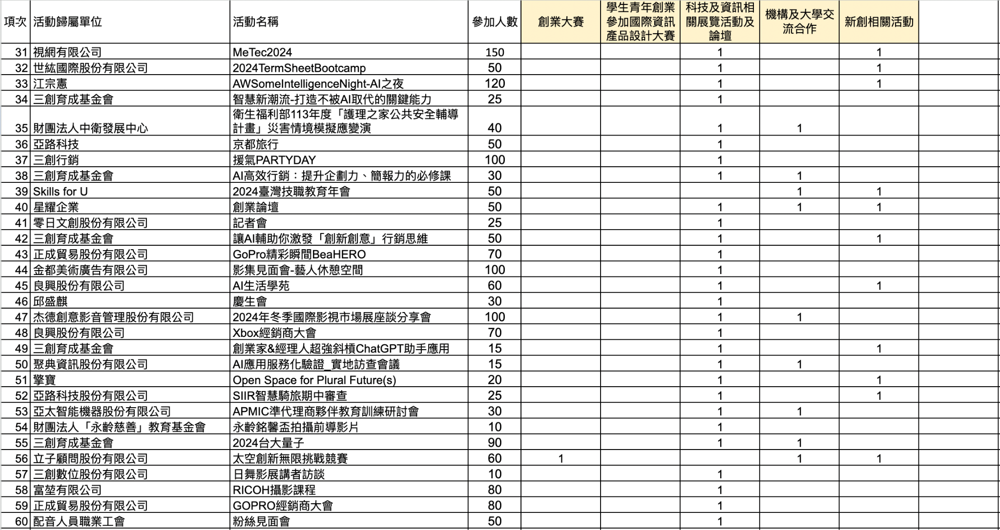 項次 活動歸屬單位 活動名稱 參加人數 創業大賽 學生青年創業參加國際資訊產品設計大賽 科技及資訊相關展覽活動及論壇 機構及大學交流合作 新創相關活動
31 視網有限公司 MeTec2024 150 1 1
32 世紘國際股份有限公司 2024TermSheetBootcamp 50 1 1
33 江宗憲 AWSomeIntelligenceNight-AI之夜 120 1 1
34 三創育成基金會 智慧新潮流-打造不被AI取代的關鍵能力 25 1
35 財團法人中衛發展中心 衛生福利部113年度「護理之家公共安全輔導計畫」災害情境模擬應變演 40 1 1
36 亞路科技 京都旅行 50 1
37 三創行銷 援氣PARTYDAY 100 1
38 三創育成基金會 AI高效行銷：提升企劃力、簡報力的必修課 30 1 1
39 Skills for U 2024臺灣技職教育年會 50 1 1
40 星耀企業 創業論壇 50 1 1 1
41 零日文創股份有限公司 記者會 25 1
42 三創育成基金會 讓AI輔助你激發「創新創意」行銷思維 50 1 1
43 正成貿易股份有限公司 GoPro精彩瞬間BeaHERO 70 1
44 金都美術廣告有限公司 影集見面會-藝人休憩空間 100 1
45 良興股份有限公司 AI生活學苑 60 1 1
46 邱盛麒 慶生會 30 1
47 杰德創意影音管理股份有限公司 2024年冬季國際影視市場展座談分享會 100 1 1
48 良興股份有限公司 Xbox經銷商大會 70 1
49 三創育成基金會 創業家&經理人超強斜槓ChatGPT助手應用 15 1 1
50 聚典資訊股份有限公司 AI應用服務化驗證_實地訪查會議 15 1 1
51 擎寶 Open Space for Plural Future(s) 20 1 1
52 亞路科技股份有限公司 SIIR智慧騎旅期中審查 25 1 1
53 亞太智能機器股份有限公司 APMIC準代理商夥伴教育訓練研討會 30 1 1
54 財團法人「永齡慈善」教育基金會 永齡銘馨盃拍攝前導影片 10 1
55 三創育成基金會 2024台大量子 90 1 1
56 立子顧問股份有限公司 太空創新無限挑戰競賽 60 1 1 1
57 三創數位股份有限公司 日舞影展講者訪談 10 1
58 富堃有限公司 RICOH攝影課程 80 1
59 正成貿易股份有限公司 GOPRO經銷商大會 80 1
60 配音人員職業工會 粉絲見面會 50 1